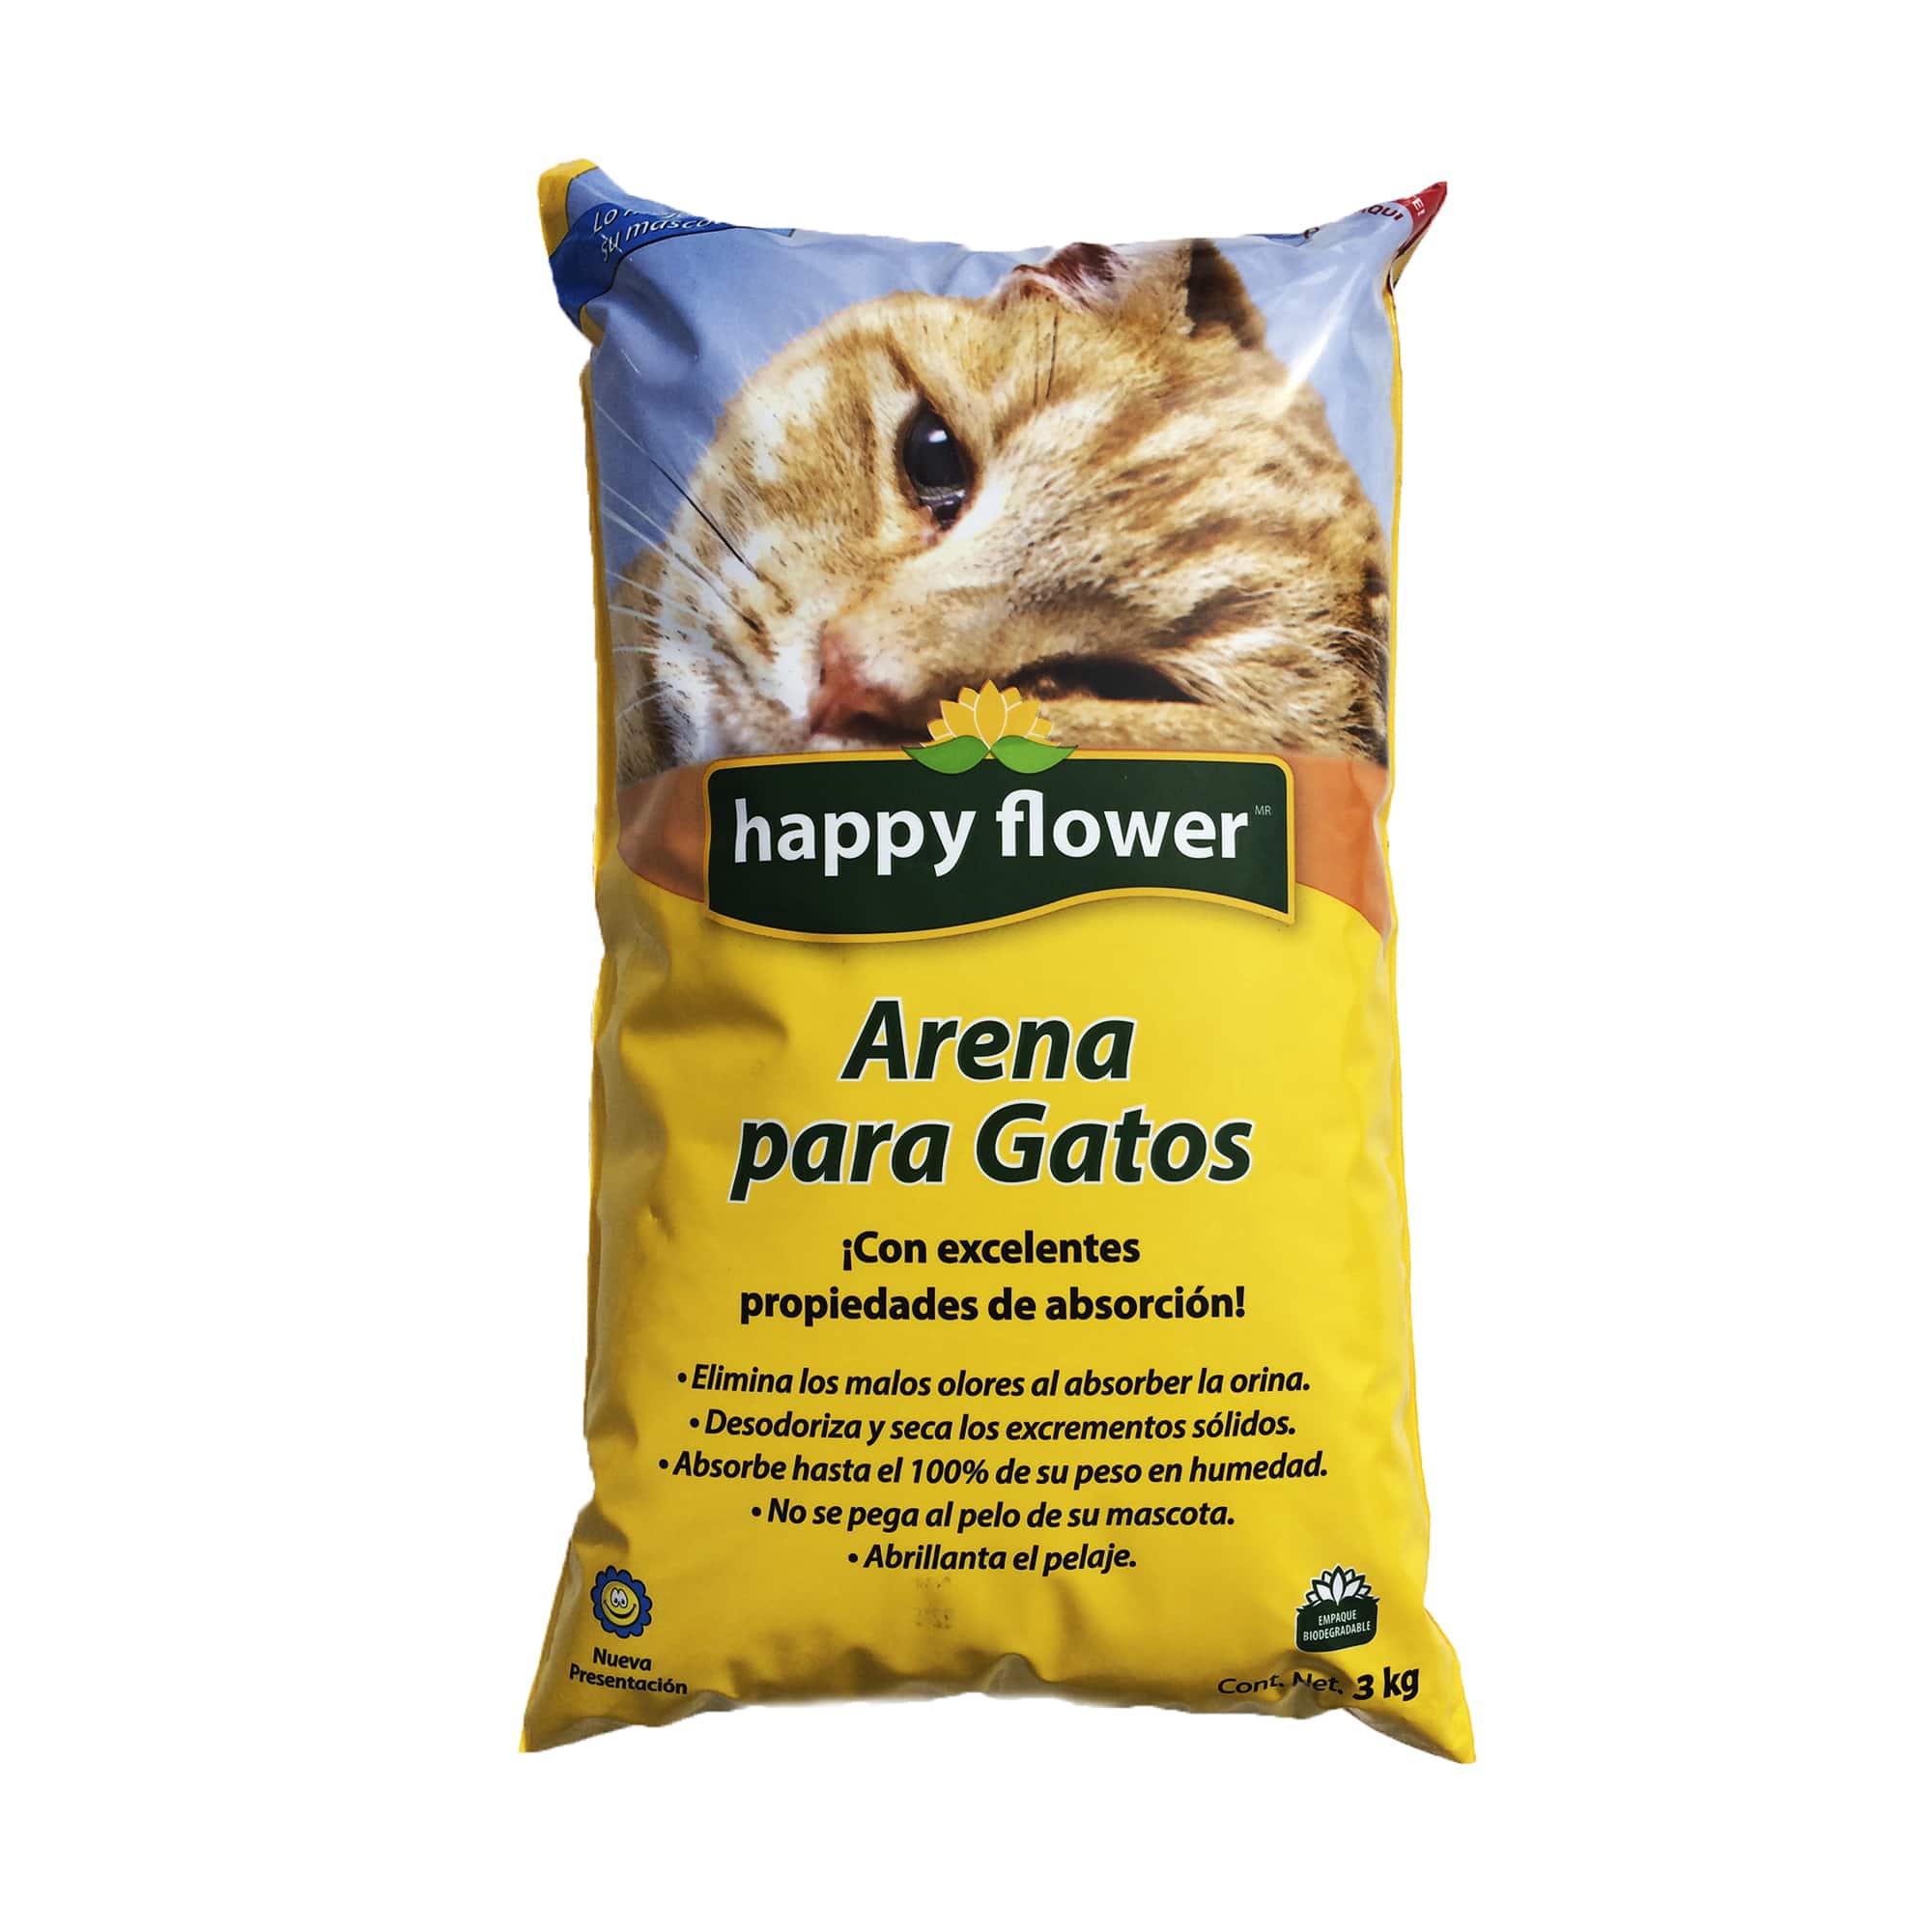 Lo
su
happy flower MR
Arena
para Gatos
¡Con excelentes
propiedades de absorción!
• Elimina los malos olores al absorber la orina.
• Desodoriza y seca los excrementos sólidos.
• Absorbe hasta el 100% de su peso en humedad.
• No se pega al pelo de su mascota.
• Abrillanta el pelaje.
Nueva
Presentación
EMPAQUE
BIODEGRADABLE
Cont. Net. 3 kg